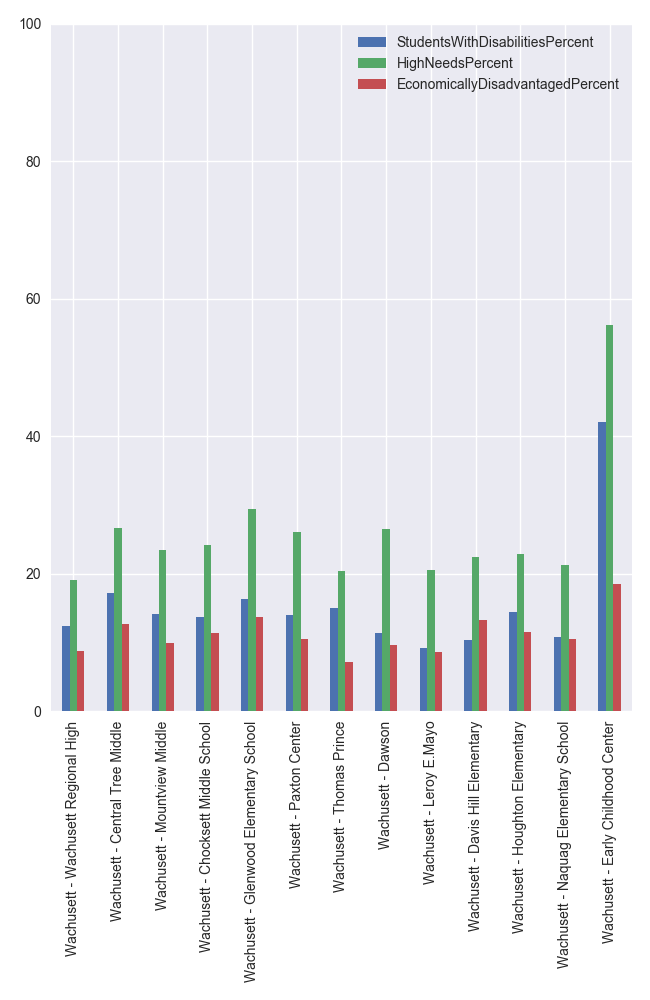 100
80
60
40
20
0
StudentsWithDisabilitiesPercent
HighNeedsPercent
EconomicallyDisadvantagedPercent
Wachusett - Wachusett Regional High
Wachusett - Central Tree Middle
Wachusett - Mountview Middle
Wachusett - Chocksett Middle School
Wachusett - Glenwood Elementary School
Wachusett - Paxton Center
Wachusett - Thomas Prince
Wachusett - Dawson
Wachusett - Leroy E.Mayo
Wachusett - Davis Hill Elementary
Wachusett - Houghton Elementary
Wachusett - Naquag Elementary School
Wachusett - Early Childhood Center